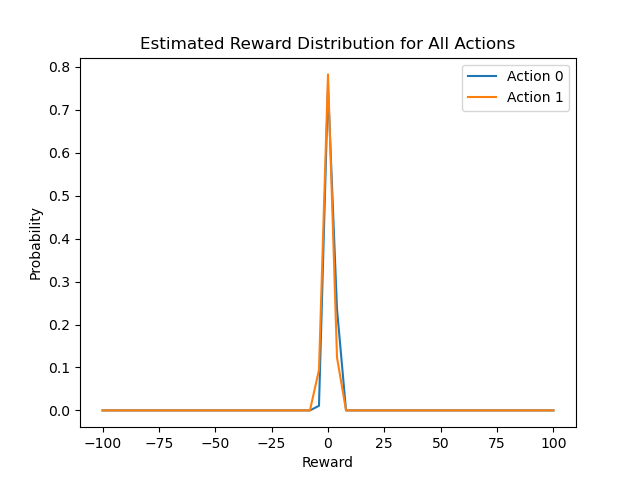 Estimated Reward Distribution for All Actions
Action 0
Action 1
0.8
0.7
0.6
0.5
0.4
0.3
0.2
0.1
0.0
Probability
−100 −75 −50 −25 0 25 50 75 100
Reward